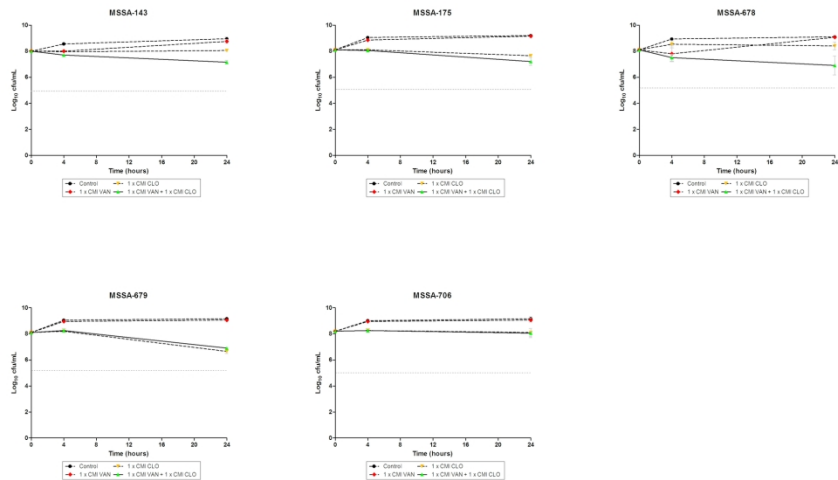 MSSA-143
Log10 cfu/mL
10
8
6
4
2
0
0 4 8 12 16 20 24
Time (hours)
Control 1 x CMI CLO
1 x CMI VAN 1 x CMI VAN + 1 x CMI CLO
MSSA-175
Log10 cfu/mL
10
8
6
4
2
0
0 4 8 12 16 20 24
Time (hours)
Control 1 x CMI CLO
1 x CMI VAN 1 x CMI VAN + 1 x CMI CLO
MSSA-678
Log10 cfu/mL
10
8
6
4
2
0
0 4 8 12 16 20 24
Time (hours)
Control 1 x CMI CLO
1 x CMI VAN 1 x CMI VAN + 1 x CMI CLO
MSSA-679
Log10 cfu/mL
10
8
6
4
2
0
0 4 8 12 16 20 24
Time (hours)
Control 1 x CMI CLO
1 x CMI VAN 1 x CMI VAN + 1 x CMI CLO
MSSA-706
Log10 cfu/mL
10
8
6
4
2
0
0 4 8 12 16 20 24
Time (hours)
Control 1 x CMI CLO
1 x CMI VAN 1 x CMI VAN + 1 x CMI CLO